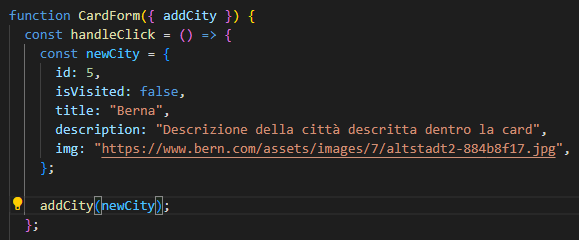 function CardForm({ addCity }) {
const handleClick = () => {
const newCity = {
id: 5,
isVisited: false,
title: "Berna",
description: "Descrizione della città descritta dentro la card",
img: "https://www.bern.com/assets/images/7/altstadt2-884b8f17.jpg",
};
addCity(newCity);
};